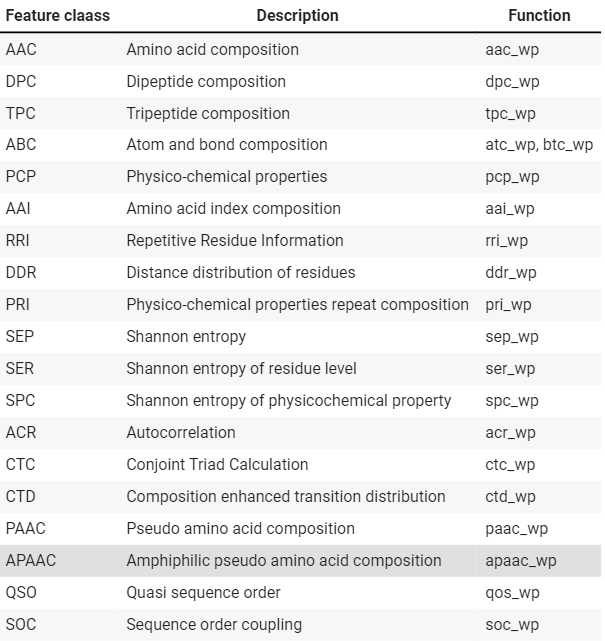 Feature claass Description Function
AAC Amino acid composition aac_wp
DPC Dipeptide composition dpc_wp
TPC Tripeptide composition tpc_wp
ABC Atom and bond composition atc_wp, btc_wp
PCP Physico-chemical properties pcp_wp
AAI Amino acid index composition aai_wp
RRI Repetitive Residue Information rri_wp
DDR Distance distribution of residues ddr_wp
PRI Physico-chemical properties repeat composition pri_wp
SEP Shannon entropy sep_wp
SER Shannon entropy of residue level ser_wp
SPC Shannon entropy of physicochemical property spc_wp
ACR Autocorrelation acr_wp
CTC Conjoint Triad Calculation ctc_wp
CTD Composition enhanced transition distribution ctd_wp
PAAC Pseudo amino acid composition paac_wp
APAAC Amphiphilic pseudo amino acid composition apaac_wp
QSO Quasi sequence order qos_wp
SOC Sequence order coupling soc_wp